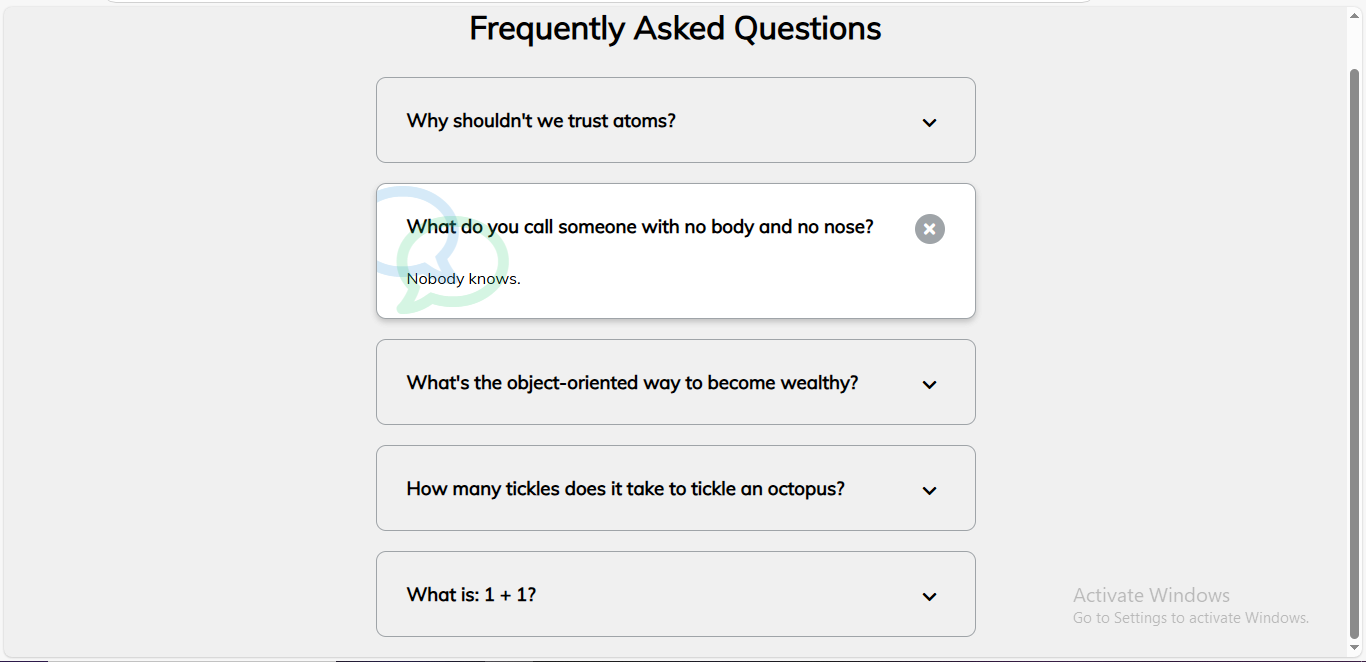 Frequently Asked Questions
Why shouldn't we trust atoms?
What do you call someone with no body and no nose?
Nobody knows.
What's the object-oriented way to become wealthy?
How many tickles does it take to tickle an octopus?
What is: 1 + 1?
Activate Windows
Go to Settings to activate Windows.